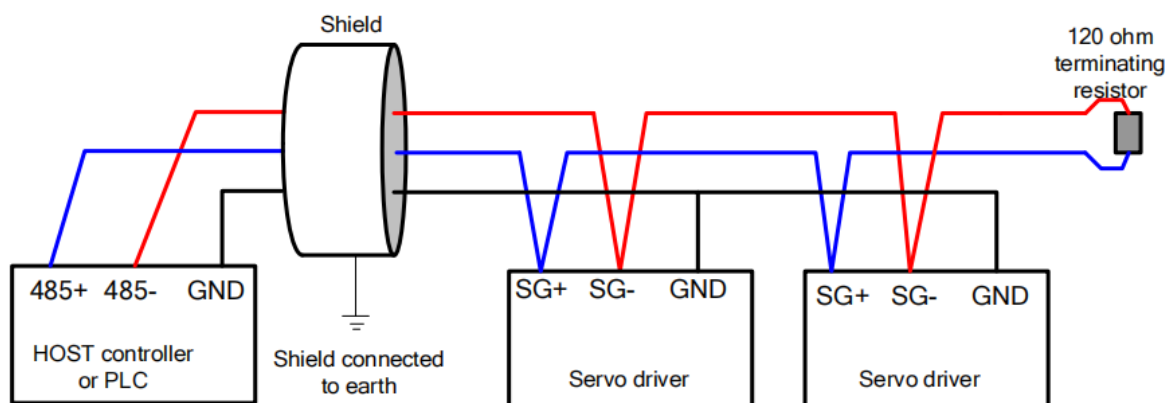 Shield
120 ohm
terminating
resistor
485+ 485- GND
HOST controller
or PLC
Shield connected
to earth
SG+ SG- GND
Servo driver
SG+ SG- GND
Servo driver